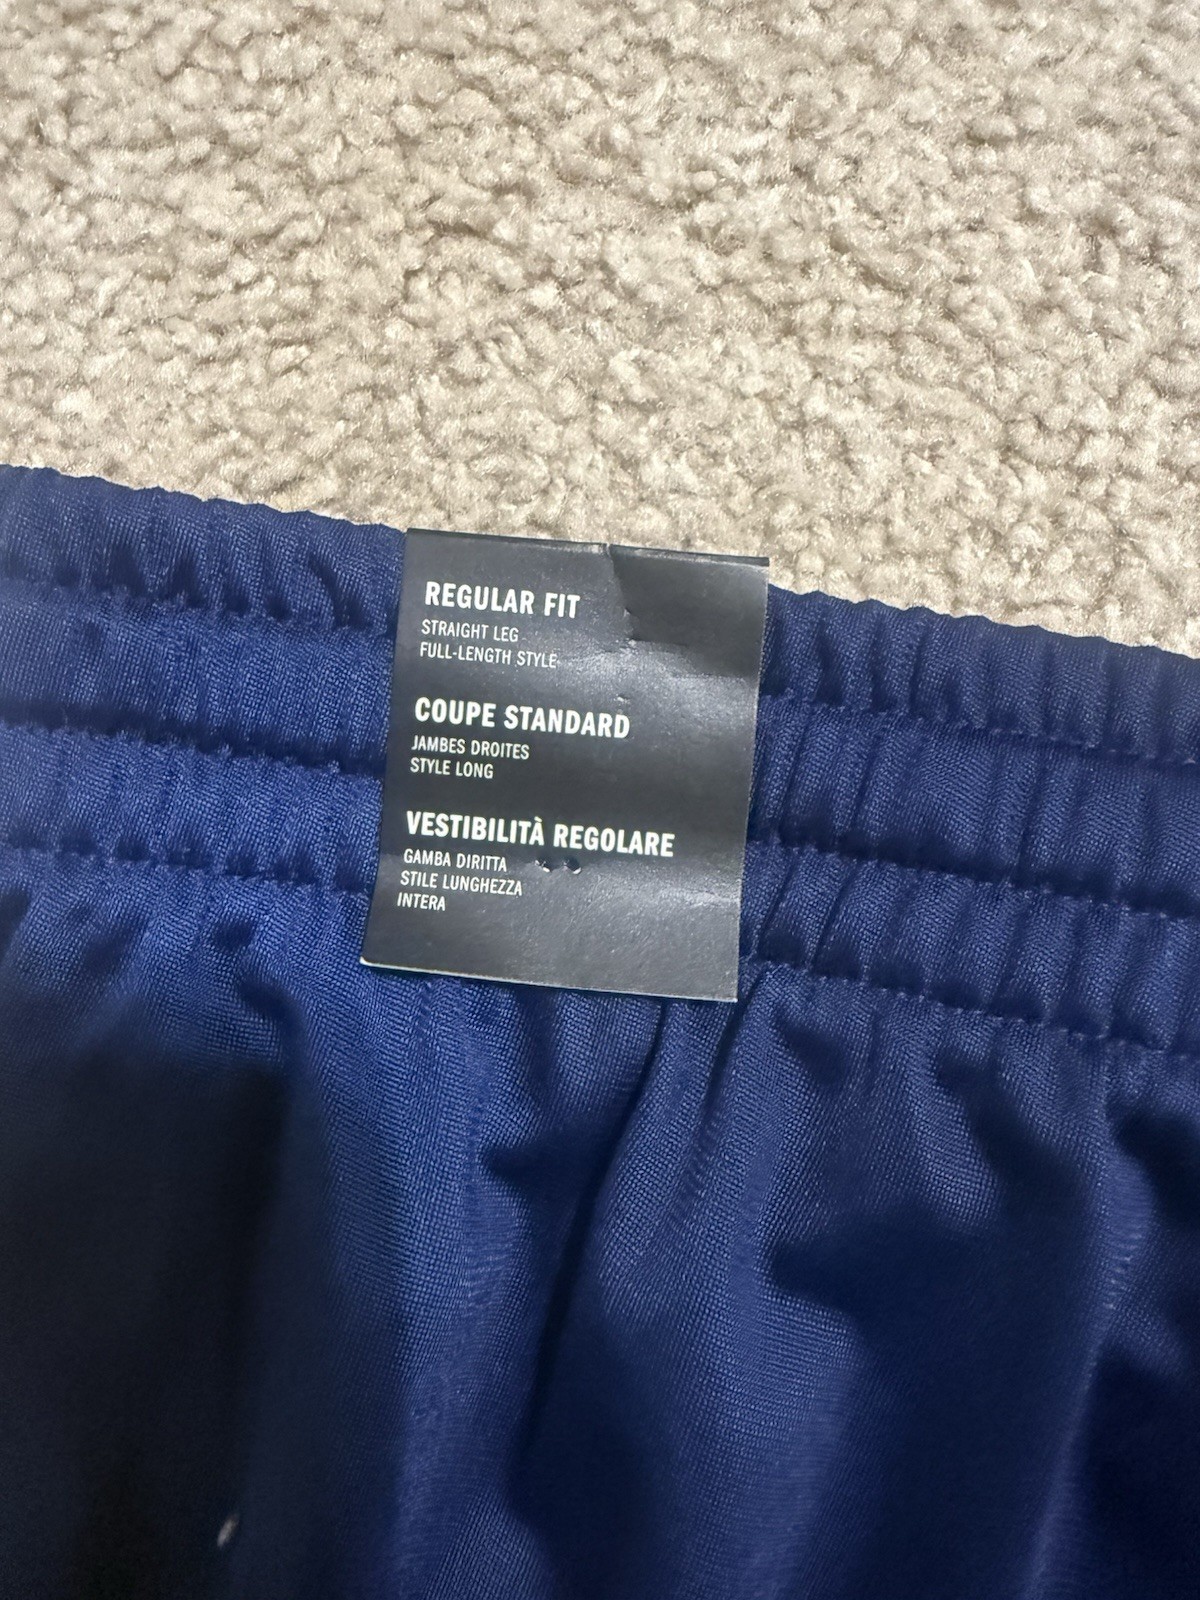 REGULAR FIT
STRAIGHT LEG
FULL-LENGTH STYLE
COUPE STANDARD
JAMBES DROITES
STYLE LONG
VESTIBILITÀ REGOLARE
GAMBA DIRITTA
STILE LUNGHEZZA
INTERA